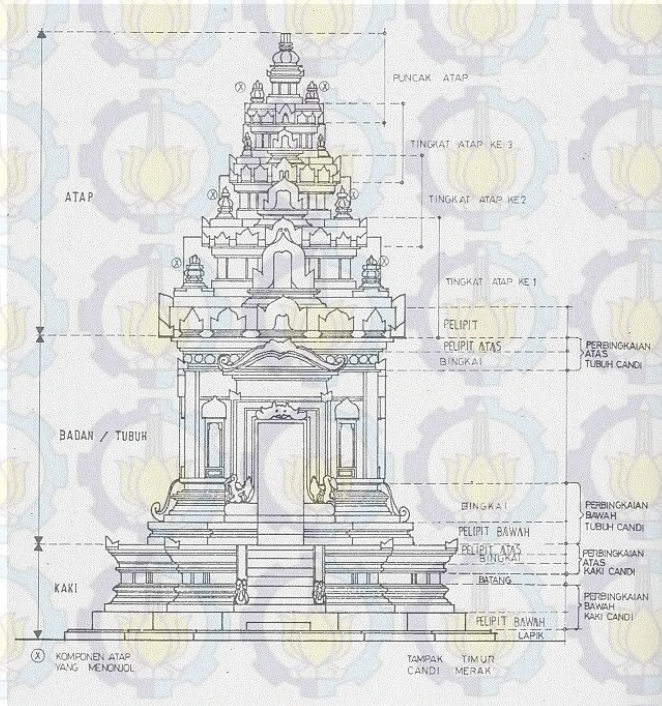 PUNCAK ATAP
TINGKAT ATAP KE 3
ATAP
TINGKAT ATAP KE2
TINGKAT ATAP KE 1
PELIPIT
PELIPIT ATAS
BINGKAI
PERBINGKAIAN
ATAS
TUBUH CANDI
BADAN / TUBUH
BINGKAI
PELIPIT BAWAH
PERBINGKAIAN
BAWAH
TUBUH CANDI
PELIPIT ATAS
BINGKAI
BATANG
PERBINGKAIAN
ATAS
KAKI CANDI
KAKI
PELIPIT BAWAH
LAPIK
PERBINGKAIAN
BAWAH
KAKI CANDI
X KOMPONEN ATAP
YANG MENONJOL
TAMPAK TIMUR
CANDI MERAK
X
X
X
X
X
X